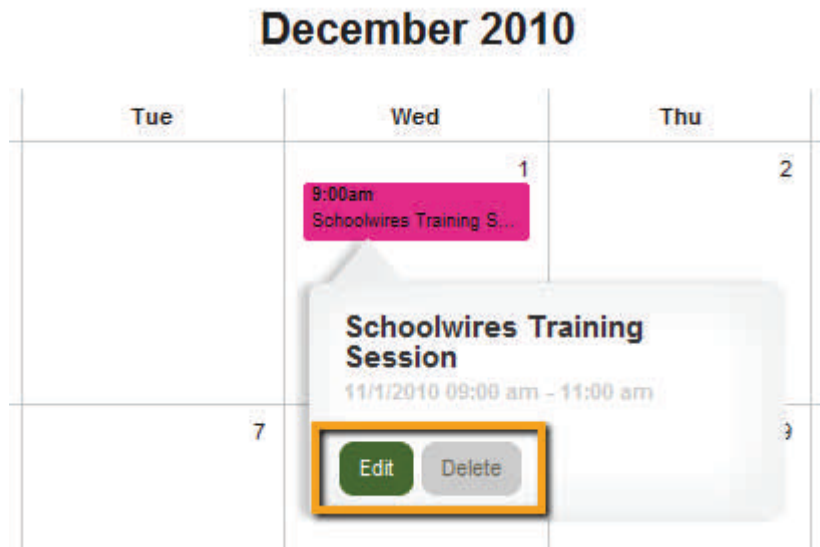 December 2010
Tue Wed Thu
1 2
9:00am
Schoolwires Training S...
Schoolwires Training
Session
11/1/2010 09:00 am - 11:00 am
7 9
Edit Delete